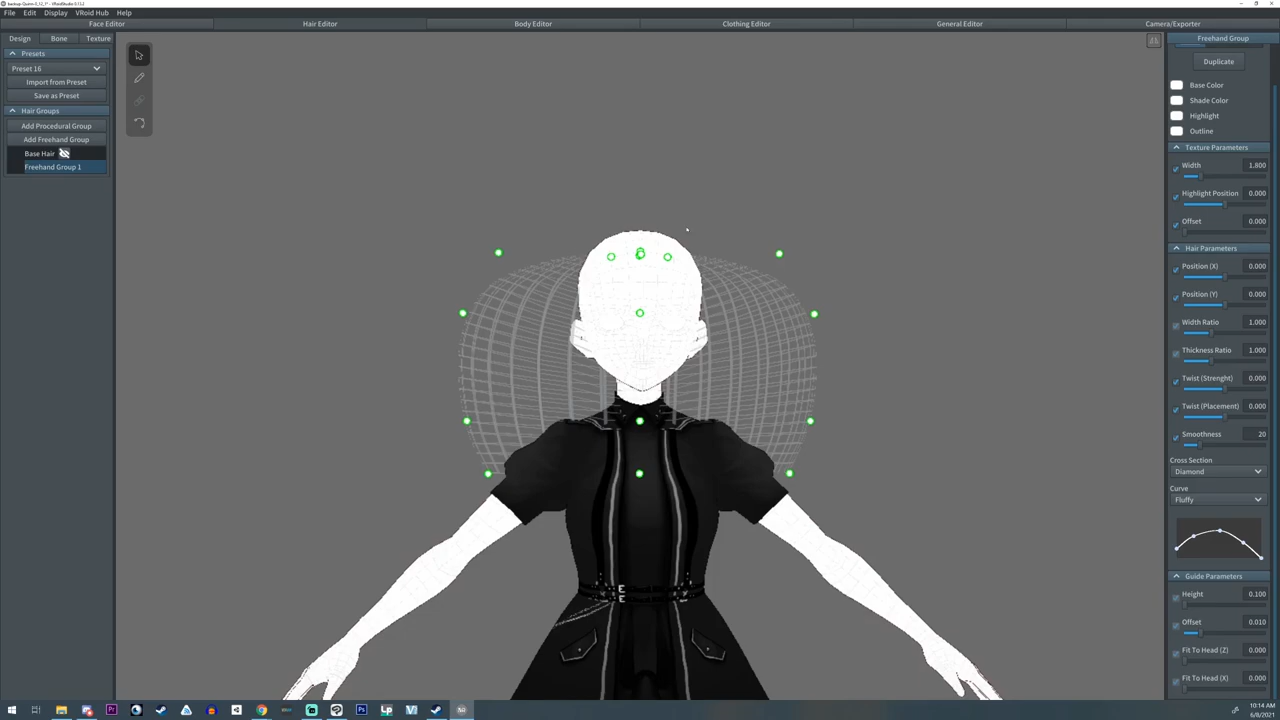 File Edit Display VRoid Hub Help
Face Editor Hair Editor Body Editor Clothing Editor General Editor Camera/Exporter
Design Bone Texture
Presets
Preset 16
Import from Preset
Save as Preset
Hair Groups
Add Procedural Group
Add Freehand Group
Base Hair
Freehand Group 1
Freehand Group
Duplicate
Base Color
Shade Color
Highlight
Outline
Texture Parameters
Width 1.800
Highlight Position 0.000
Offset 0.000
Hair Parameters
Position (X) 0.000
Position (Y) 0.000
Width Ratio 1.000
Thickness Ratio 1.000
Twist (Strenght) 0.000
Twist (Placement) 0.000
Smoothness 20
Cross Section
Diamond
Curve
Fluffy
Guide Parameters
Height 0.100
Offset 0.010
Fit To Head (Z) 0.000
Fit To Head (X) 0.000
10:14 AM
6/8/2021